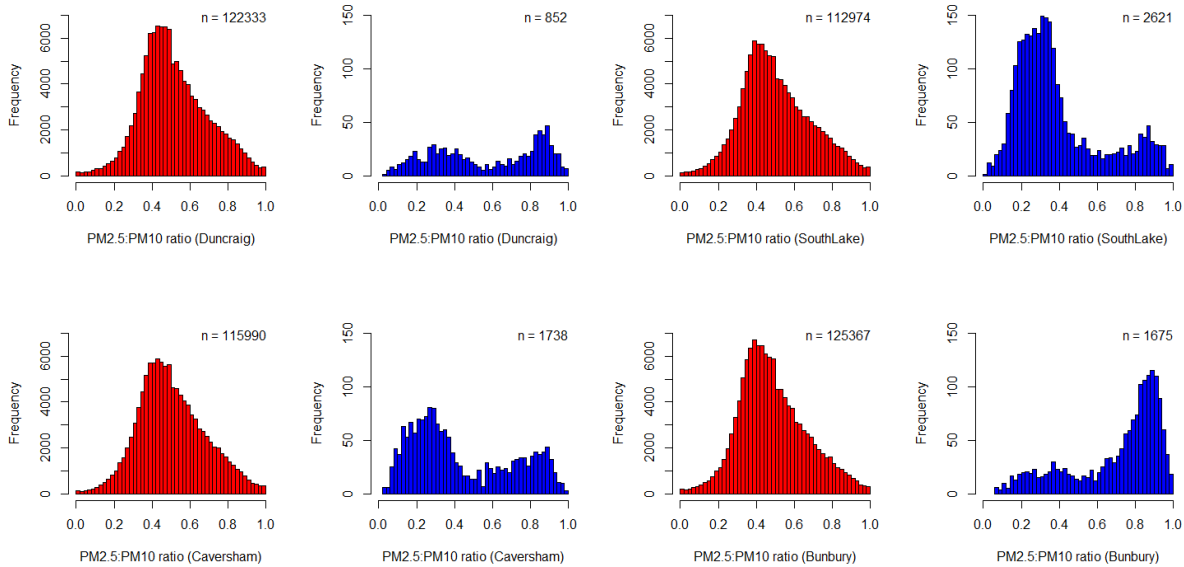 n = 122333
Frequency
0 2000 4000 6000
0.0 0.2 0.4 0.6 0.8 1.0
PM2.5:PM10 ratio (Duncraig)
n = 852
Frequency
0 50 100 150
0.0 0.2 0.4 0.6 0.8 1.0
PM2.5:PM10 ratio (Duncraig)
n = 112974
Frequency
0 2000 4000 6000
0.0 0.2 0.4 0.6 0.8 1.0
PM2.5:PM10 ratio (SouthLake)
n = 2621
Frequency
0 50 100 150
0.0 0.2 0.4 0.6 0.8 1.0
PM2.5:PM10 ratio (SouthLake)
n = 115990
Frequency
0 2000 4000 6000
0.0 0.2 0.4 0.6 0.8 1.0
PM2.5:PM10 ratio (Caversham)
n = 1738
Frequency
0 50 100 150
0.0 0.2 0.4 0.6 0.8 1.0
PM2.5:PM10 ratio (Caversham)
n = 125367
Frequency
0 2000 4000 6000
0.0 0.2 0.4 0.6 0.8 1.0
PM2.5:PM10 ratio (Bunbury)
n = 1675
Frequency
0 50 100 150
0.0 0.2 0.4 0.6 0.8 1.0
PM2.5:PM10 ratio (Bunbury)